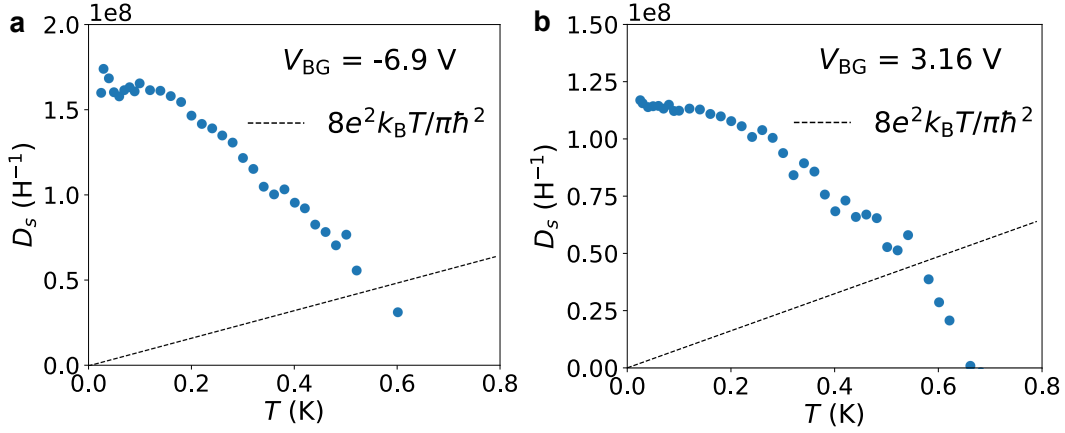 a
1e8
V_BG = -6.9 V
8e²k_BT/πħ²
D_s (H⁻¹)
2.0
1.5
1.0
0.5
0.0
0.0 0.2 0.4 0.6 0.8
T (K)
b
1e8
V_BG = 3.16 V
8e²k_BT/πħ²
D_s (H⁻¹)
1.50
1.25
1.00
0.75
0.50
0.25
0.00
0.0 0.2 0.4 0.6 0.8
T (K)